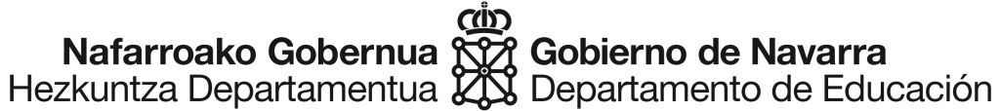 Nafarroako Gobernua
Hezkuntza Departamentua
Gobierno de Navarra
Departamento de Educación